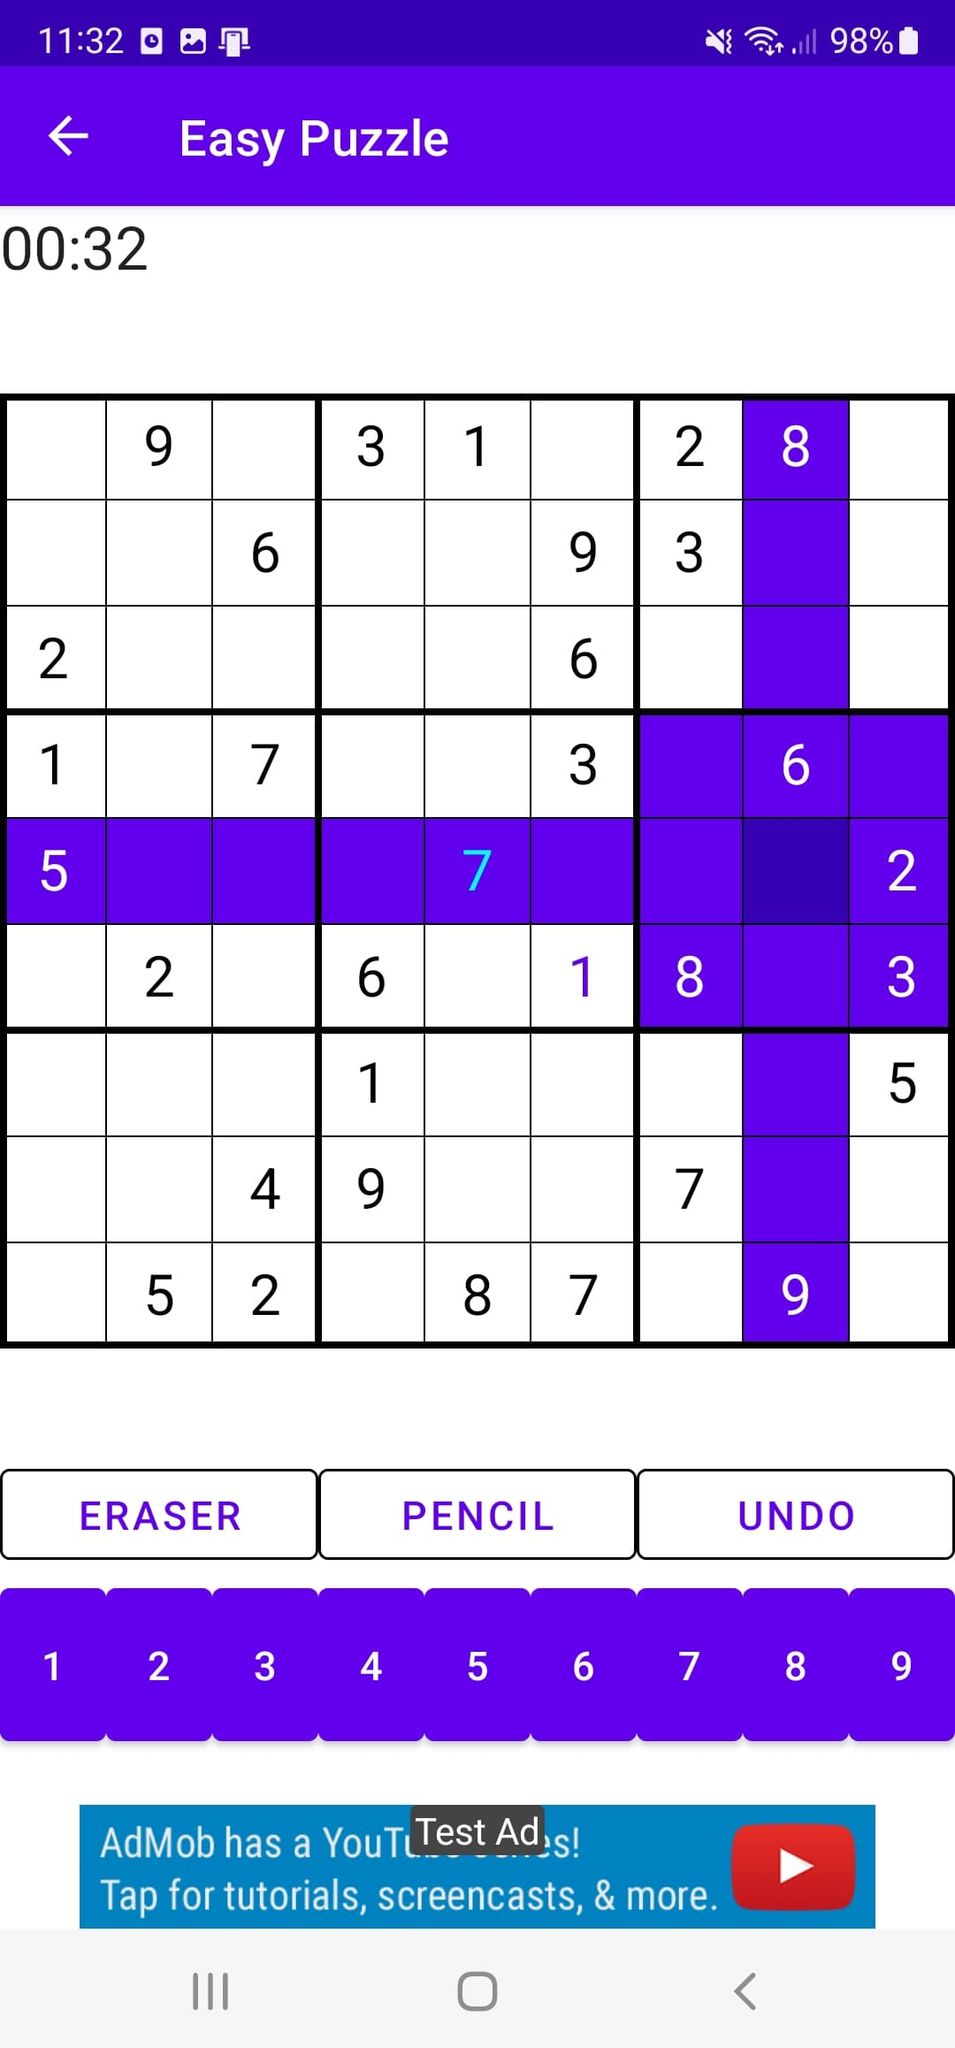 11:32 98%
Easy Puzzle
00:32
9 3 1 2 8
6 9 3
2 6
1 7 3 6
5 7 2
2 6 1 8 3
1 5
4 9 7
5 2 8 7 9
ERASER PENCIL UNDO
1 2 3 4 5 6 7 8 9
Test Ad
AdMob has a YouTu es!
Tap for tutorials, screencasts, & more.